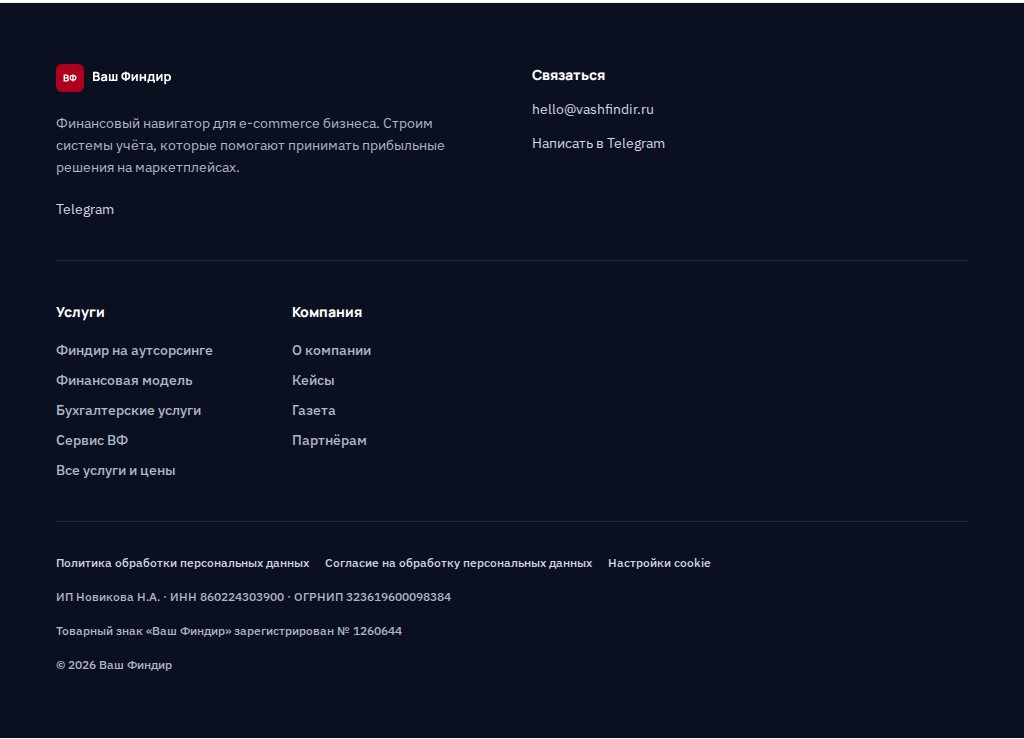 ВФ Ваш Финдир
Финансовый навигатор для e-commerce бизнеса. Строим
системы учёта, которые помогают принимать прибыльные
решения на маркетплейсах.
Telegram
Связаться
hello@vashfindir.ru
Написать в Telegram
Услуги
Финдир на аутсорсинге
Финансовая модель
Бухгалтерские услуги
Сервис ВФ
Все услуги и цены
Компания
О компании
Кейсы
Газета
Партнёрам
Политика обработки персональных данных Согласие на обработку персональных данных Настройки cookie
ИП Новикова Н.А. · ИНН 860224303900 · ОГРНИП 323619600098384
Товарный знак «Ваш Финдир» зарегистрирован № 1260644
© 2026 Ваш Финдир